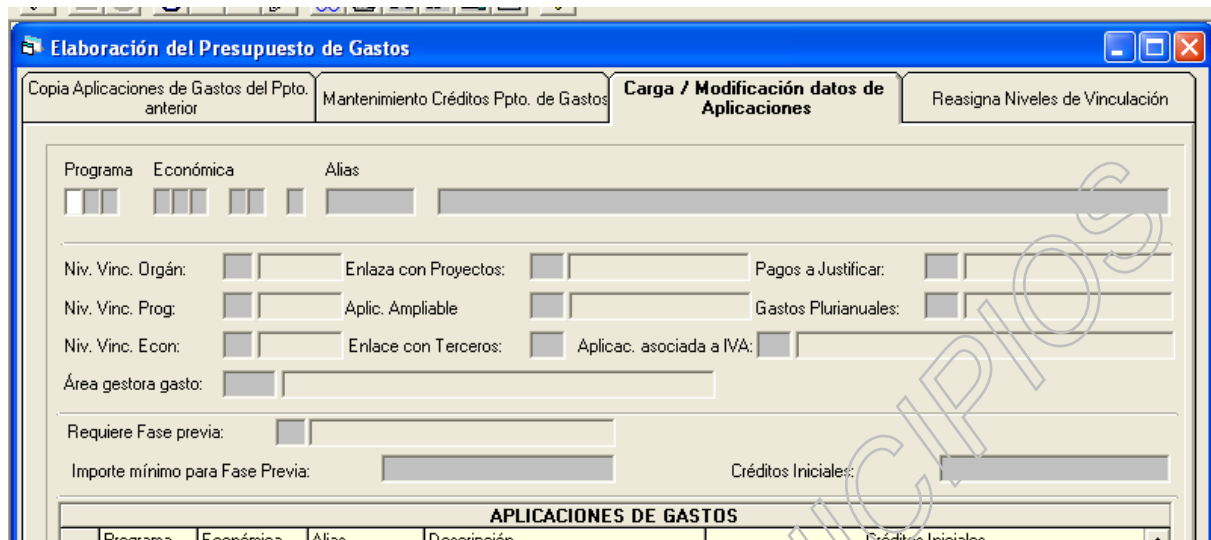 Elaboración del Presupuesto de Gastos
Copia Aplicaciones de Gastos del Ppto.
anterior
Mantenimiento Créditos Ppto. de Gastos
Carga / Modificación datos de
Aplicaciones
Reasigna Niveles de Vinculación
Programa Económica Alias
Niv. Vinc. Orgán: Enlaza con Proyectos: Pagos a Justificar:
Niv. Vinc. Prog: Aplic. Ampliable Gastos Plurianuales:
Niv. Vinc. Econ: Enlace con Terceros: Aplicac. asociada a IVA:
Área gestora gasto:
Requiere Fase previa:
Importe mínimo para Fase Previa: Créditos Iniciales:
APLICACIONES DE GASTOS
Programa Económica Alias Descripción Créditos Iniciales